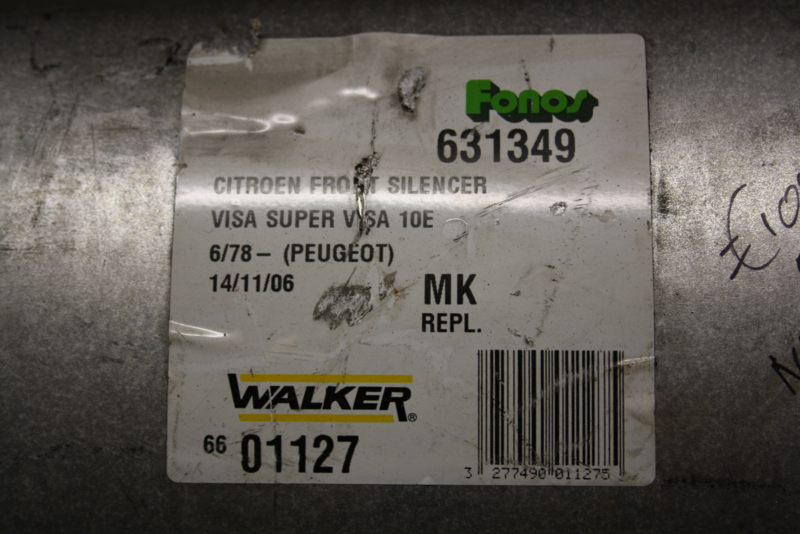 Fonos
631349
CITROEN FRONT SILENCER
VISA SUPER VISA 10E
6/78 – (PEUGEOT)
14/11/06
MK
REPL.
WALKER®
66 01127
3 277490 011275